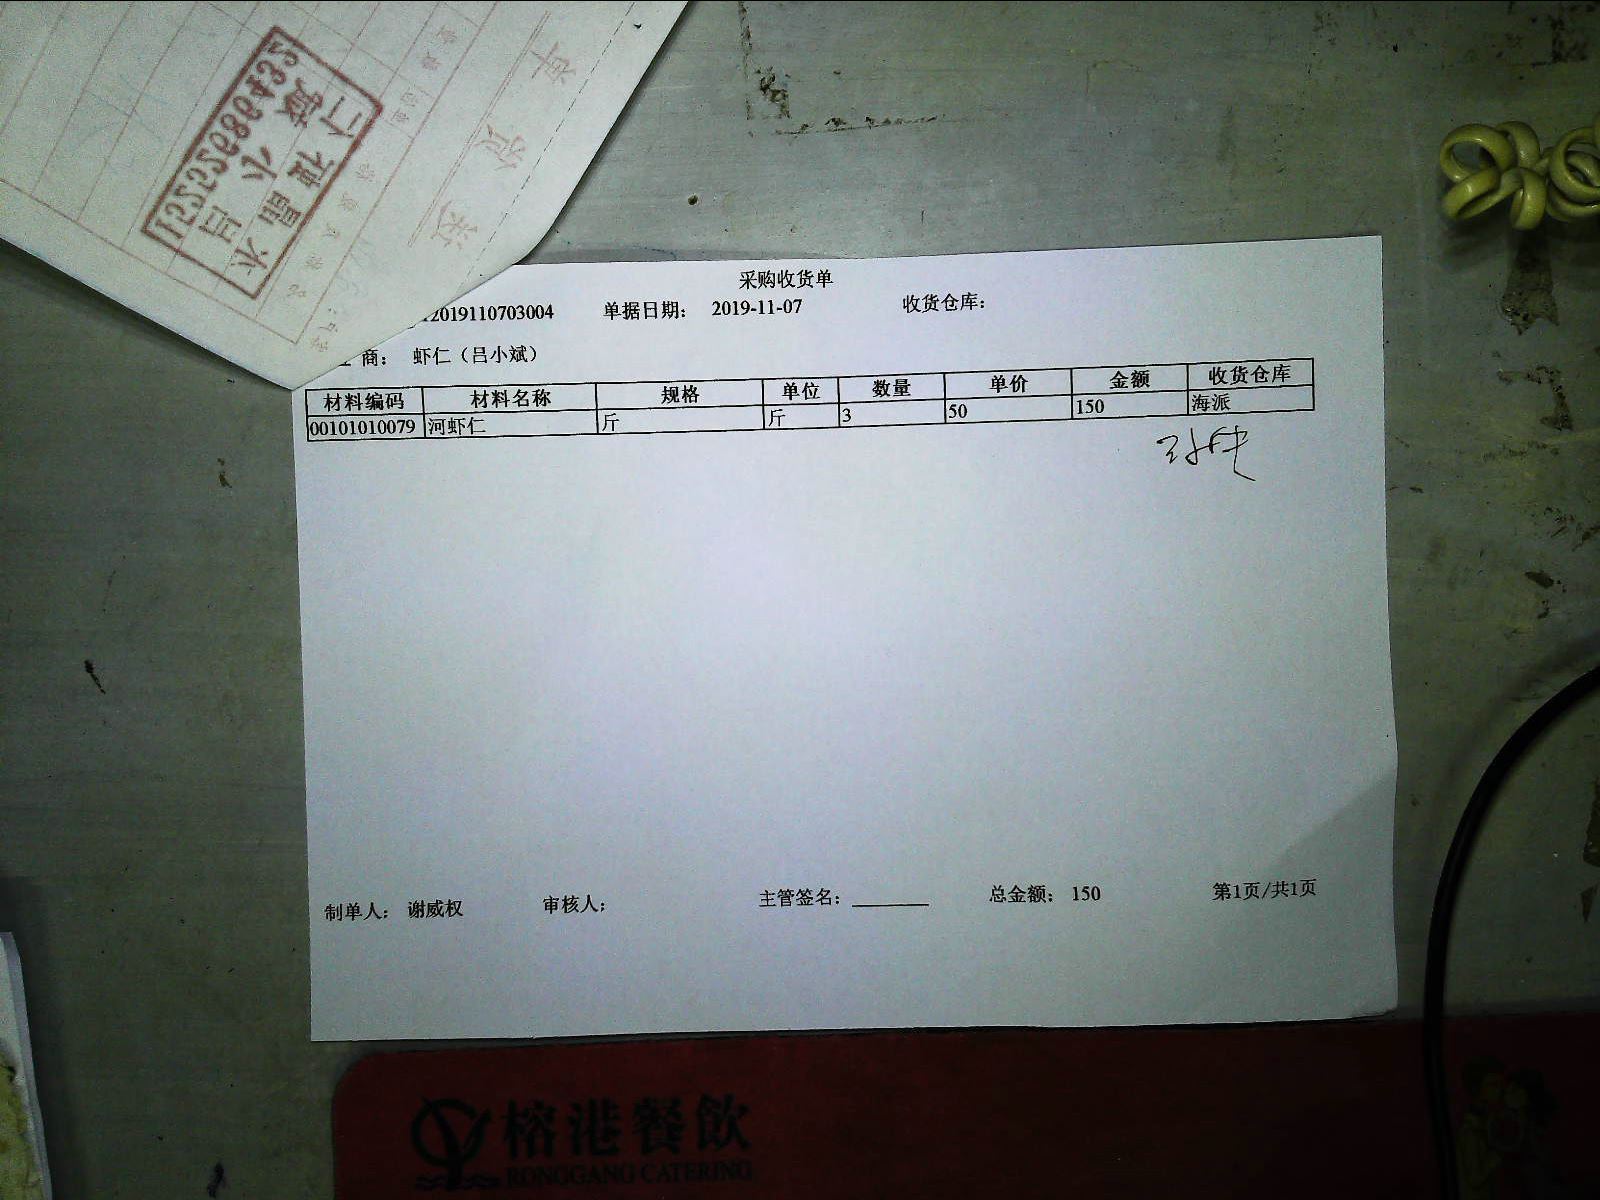 采购收货单
12019110703004 单据日期： 2019-11-07 收货仓库：
商： 虾仁（吕小斌）
材料编码 材料名称 规格 单位 数量 单价 金额 收货仓库
00101010079 河虾仁 斤 斤 3 50 150 海派
制单人： 谢威权 审核人： 主管签名： 总金额： 150 第1页/共1页
榕港餐飲
RONGGANG CATERING